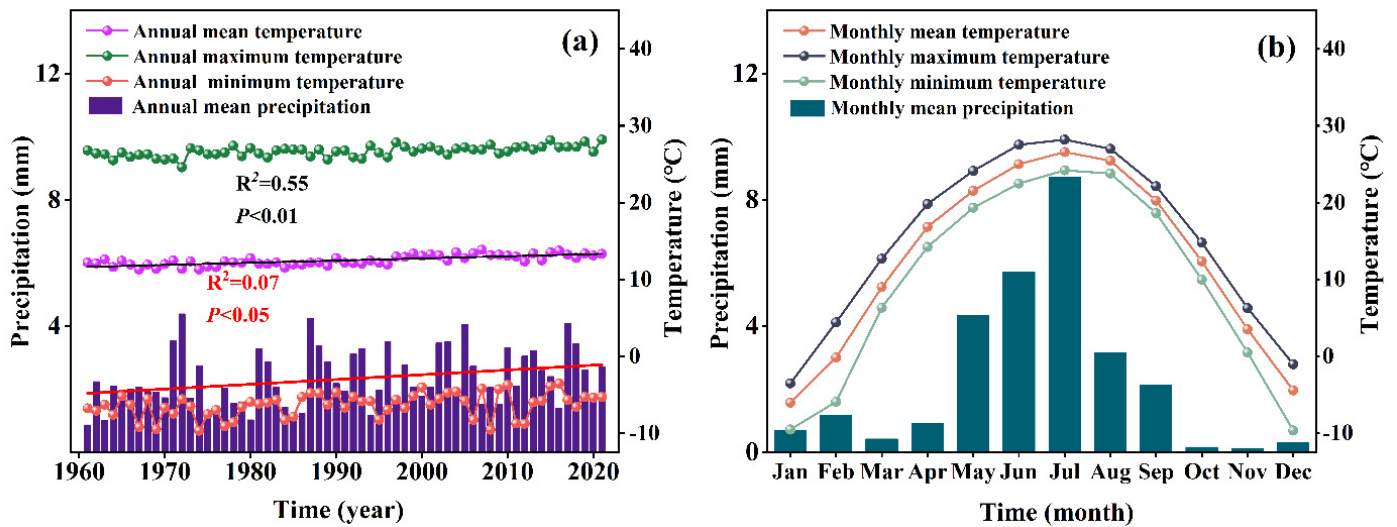 Annual mean temperature
Annual maximum temperature
Annual minimum temperature
Annual mean precipitation
(a)
R²=0.55
P<0.01
R²=0.07
P<0.05
Precipitation (mm)
12
8
4
0
Temperature (°C)
40
30
20
10
0
-10
1960 1970 1980 1990 2000 2010 2020
Time (year)
Monthly mean temperature
Monthly maximum temperature
Monthly minimum temperature
Monthly mean precipitation
(b)
Precipitation (mm)
12
8
4
0
Temperature (°C)
40
30
20
10
0
-10
Jan Feb Mar Apr May Jun Jul Aug Sep Oct Nov Dec
Time (month)